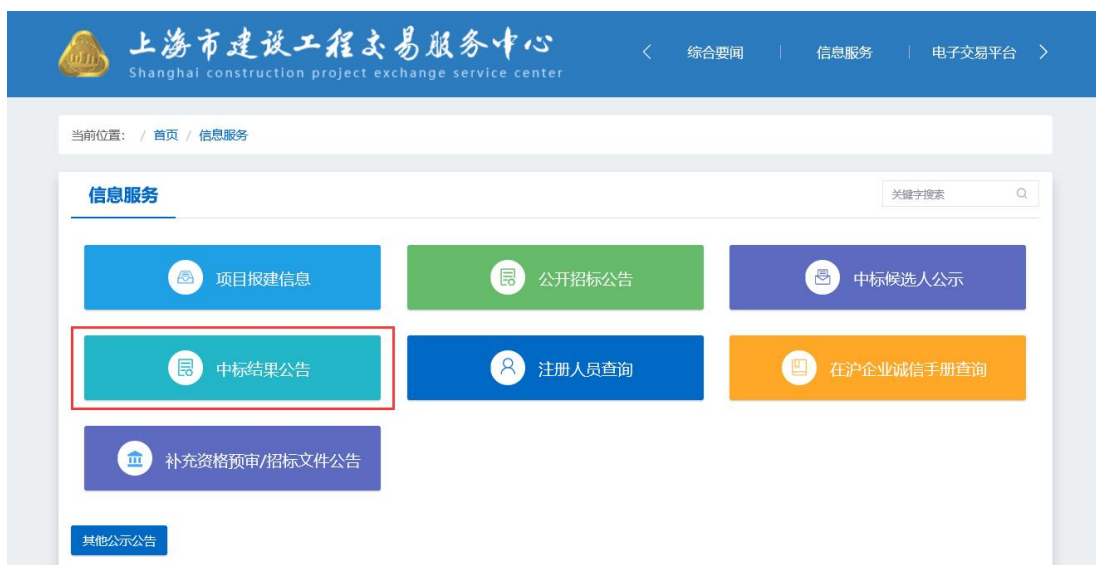 上海市建设工程交易服务中心
Shanghai construction project exchange service center
综合要闻 | 信息服务 | 电子交易平台
当前位置： / 首页 / 信息服务
信息服务
关键字搜索
项目报建信息
公开招标公告
中标候选人公示
中标结果公告
注册人员查询
在沪企业诚信手册查询
补充资格预审/招标文件公告
其他公示公告